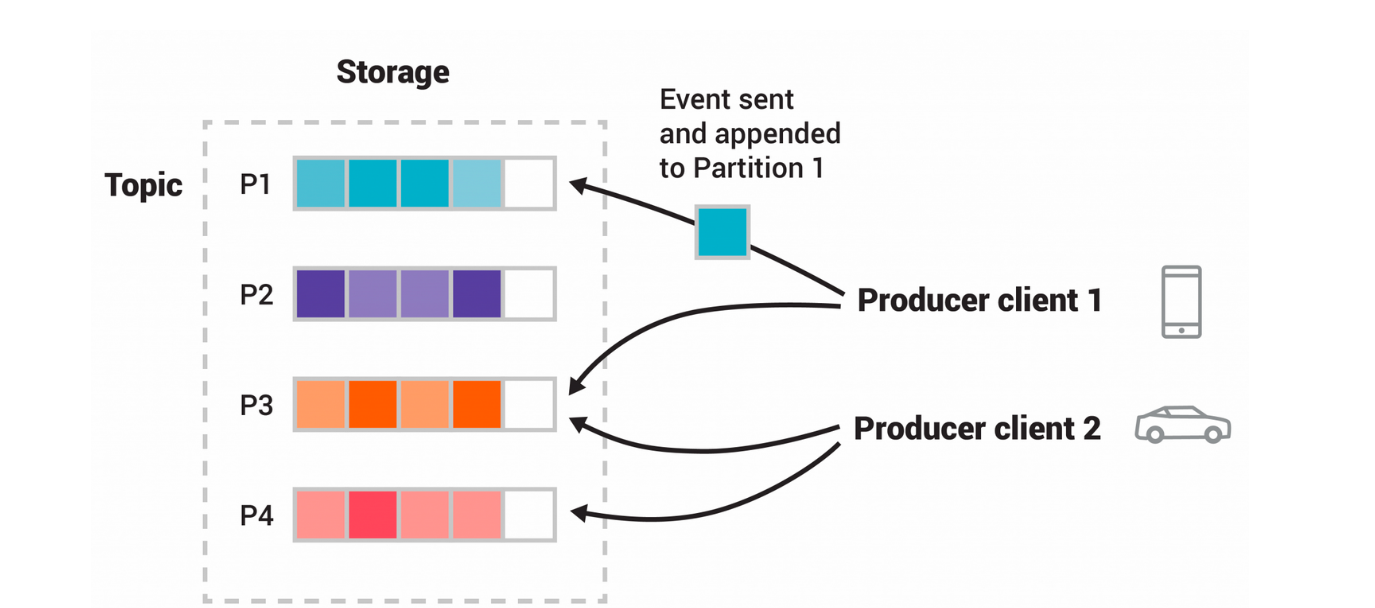 Storage
Event sent
and appended
to Partition 1
Topic
P1
P2
Producer client 1
P3
Producer client 2
P4